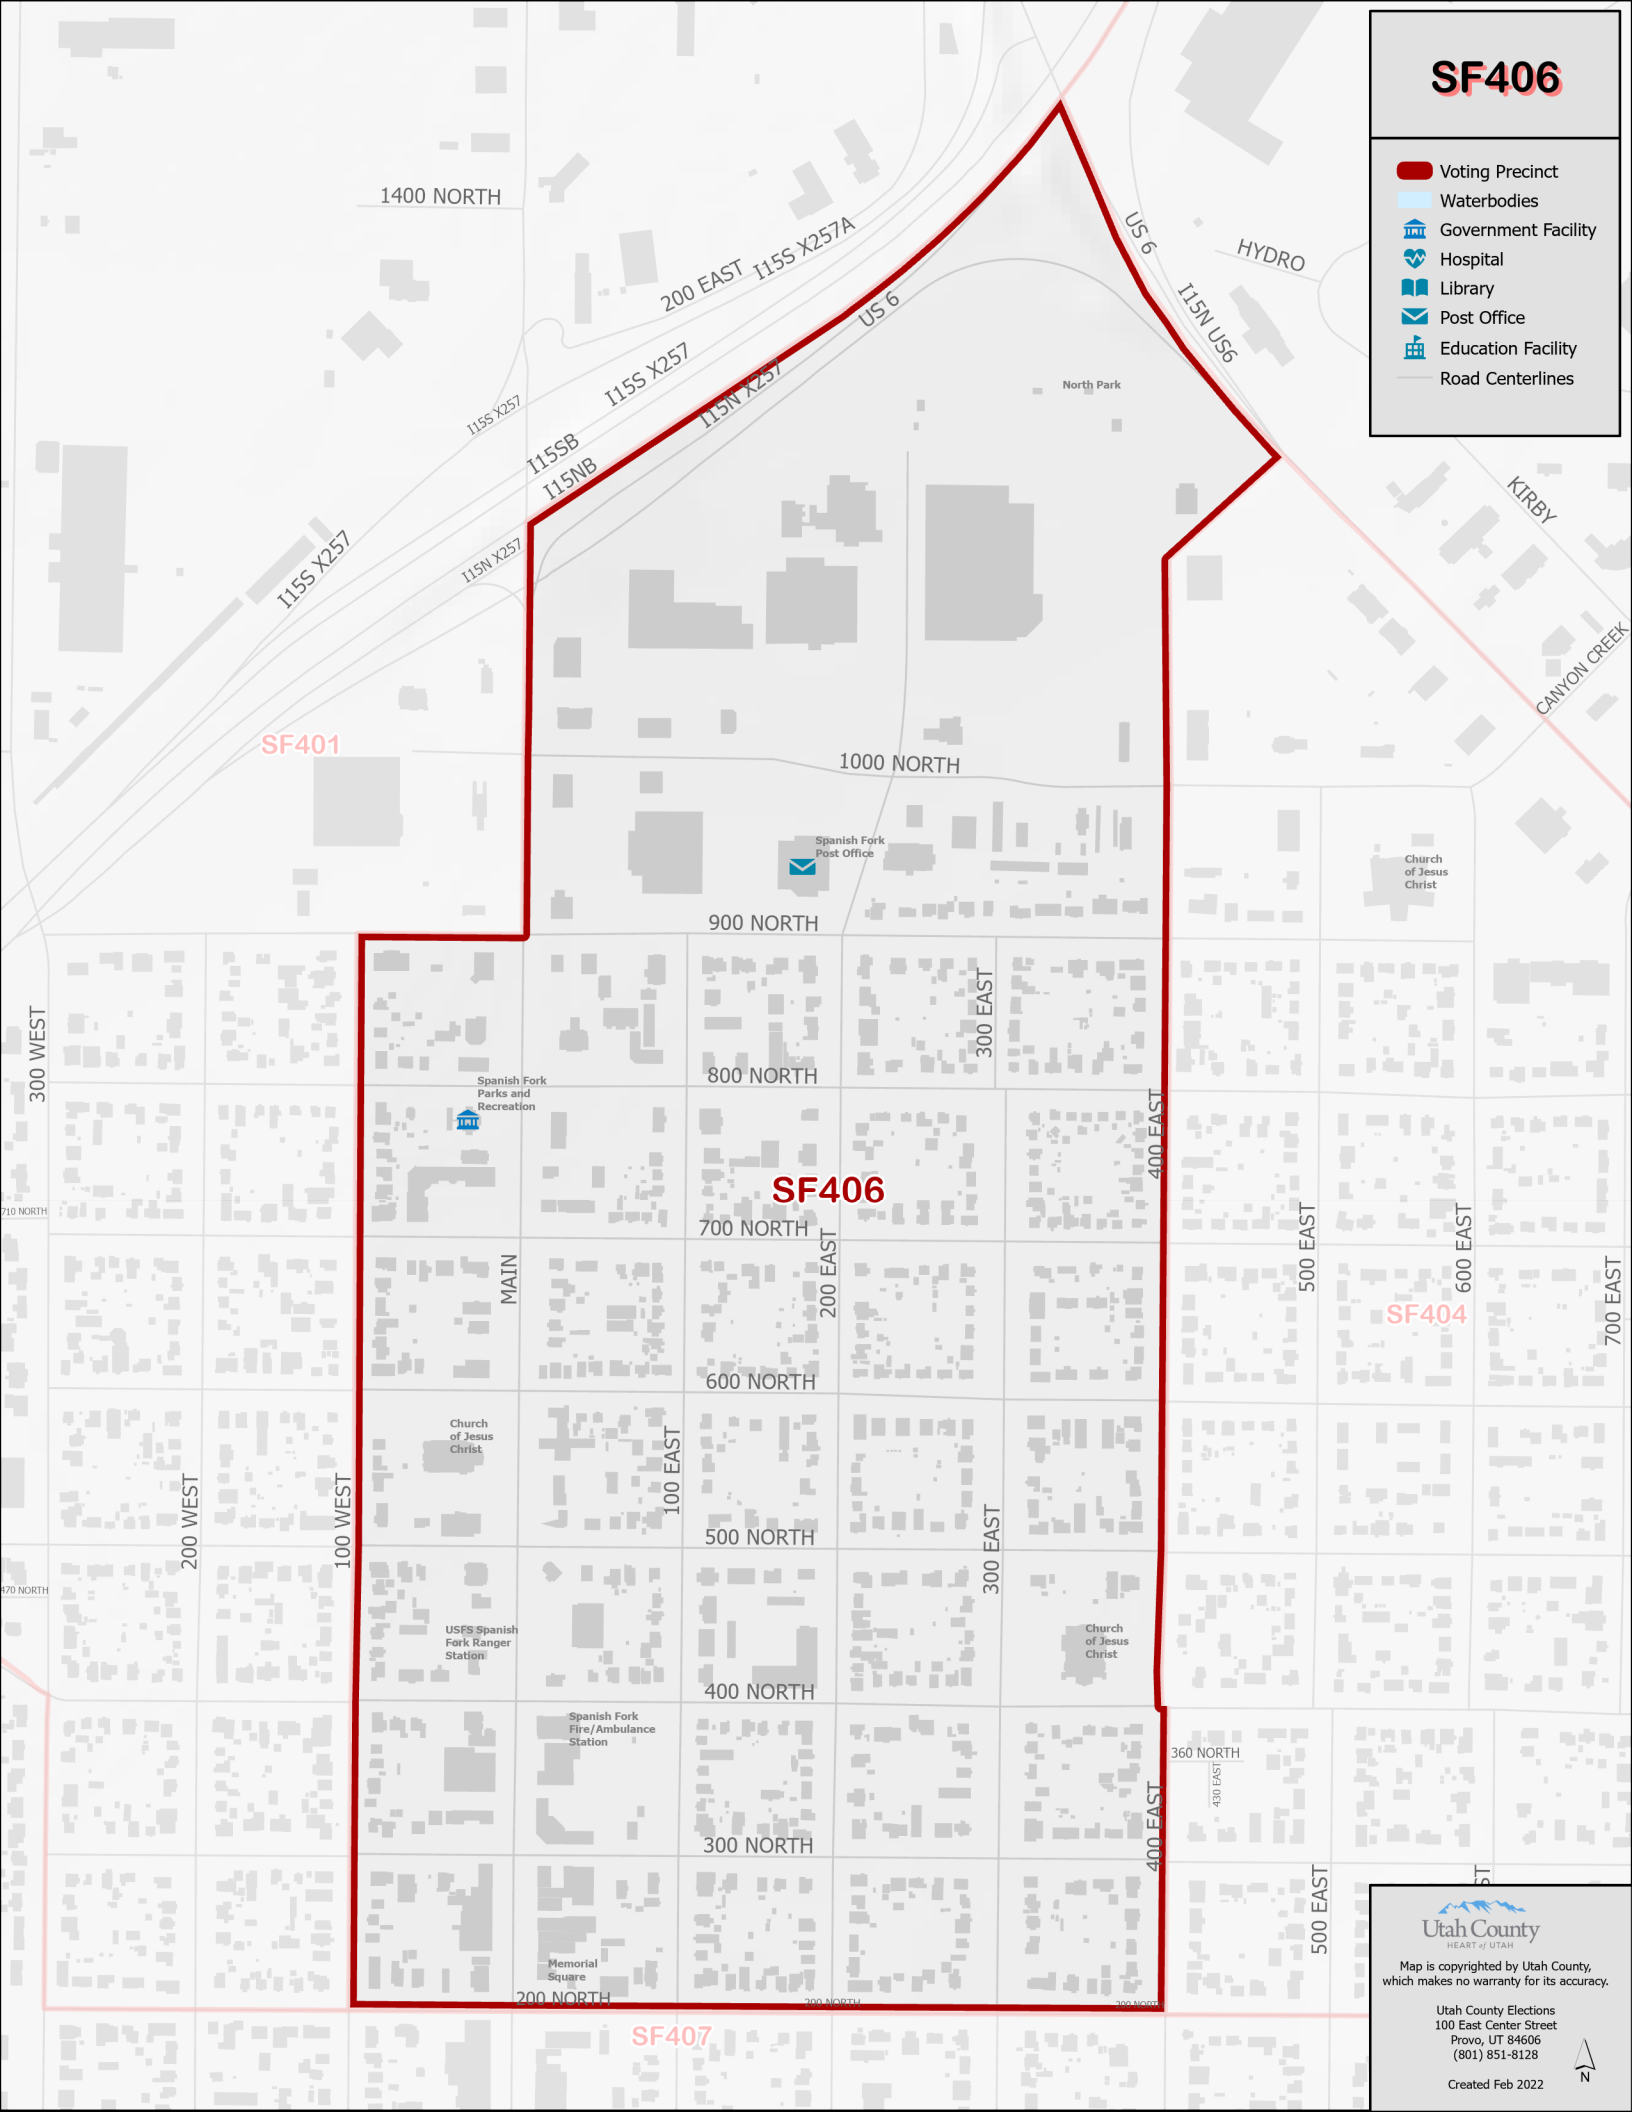 SF406
Voting Precinct
Waterbodies
Government Facility
Hospital
Library
Post Office
Education Facility
Road Centerlines
1400 NORTH
200 EAST
I15S X257A
US 6
HYDRO
I15N US6
US 6
I15S X257
I15N X257
I15S X257
I15SB
I15NB
North Park
KIRBY
I15S X257
I15N X257
CANYON CREEK
SF401
1000 NORTH
Spanish Fork
Post Office
Church
of Jesus
Christ
900 NORTH
300 WEST
300 EAST
800 NORTH
Spanish Fork
Parks and
Recreation
400 EAST
SF406
710 NORTH
700 NORTH
MAIN
200 EAST
500 EAST
600 EAST
700 EAST
SF404
600 NORTH
Church
of Jesus
Christ
100 EAST
200 WEST
100 WEST
500 NORTH
300 EAST
470 NORTH
USFS Spanish
Fork Ranger
Station
Church
of Jesus
Christ
400 NORTH
Spanish Fork
Fire/Ambulance
Station
360 NORTH
430 EAST
400 EAST
300 NORTH
500 EAST
ST
Memorial
Square
200 NORTH
200 NORTH
200 NORTH
SF407
Utah County
HEART of UTAH
Map is copyrighted by Utah County,
which makes no warranty for its accuracy.
Utah County Elections
100 East Center Street
Provo, UT 84606
(801) 851-8128
Created Feb 2022
N